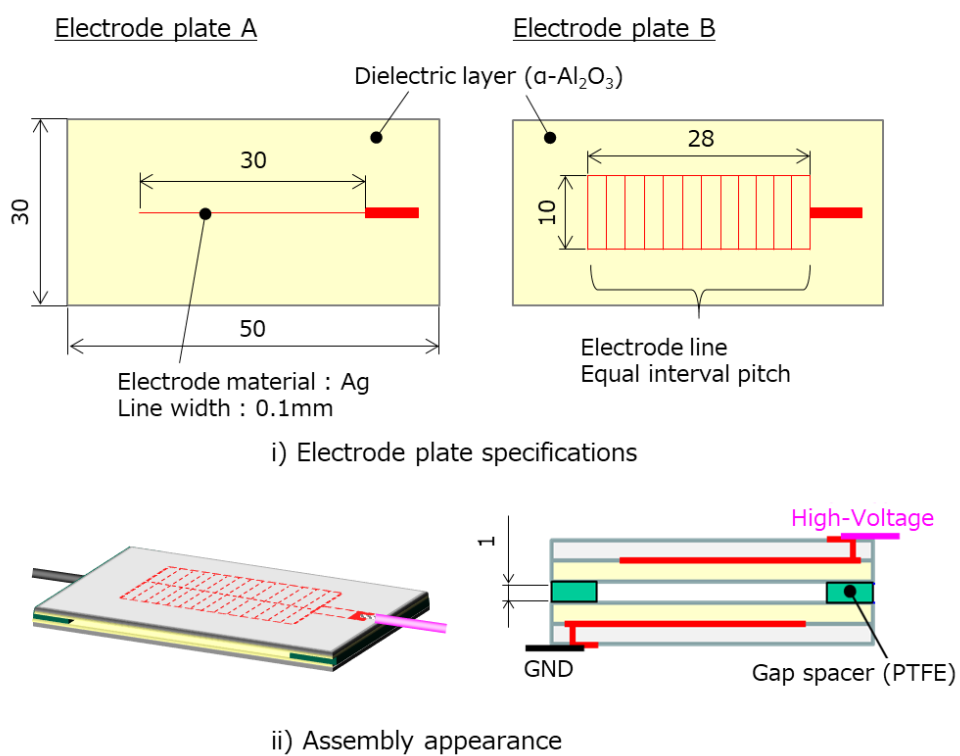 Electrode plate A
Electrode plate B
Dielectric layer (α-Al₂O₃)
30
30
50
28
10
Electrode material : Ag
Line width : 0.1mm
Electrode line
Equal interval pitch
i) Electrode plate specifications
1
High-Voltage
GND
Gap spacer (PTFE)
ii) Assembly appearance